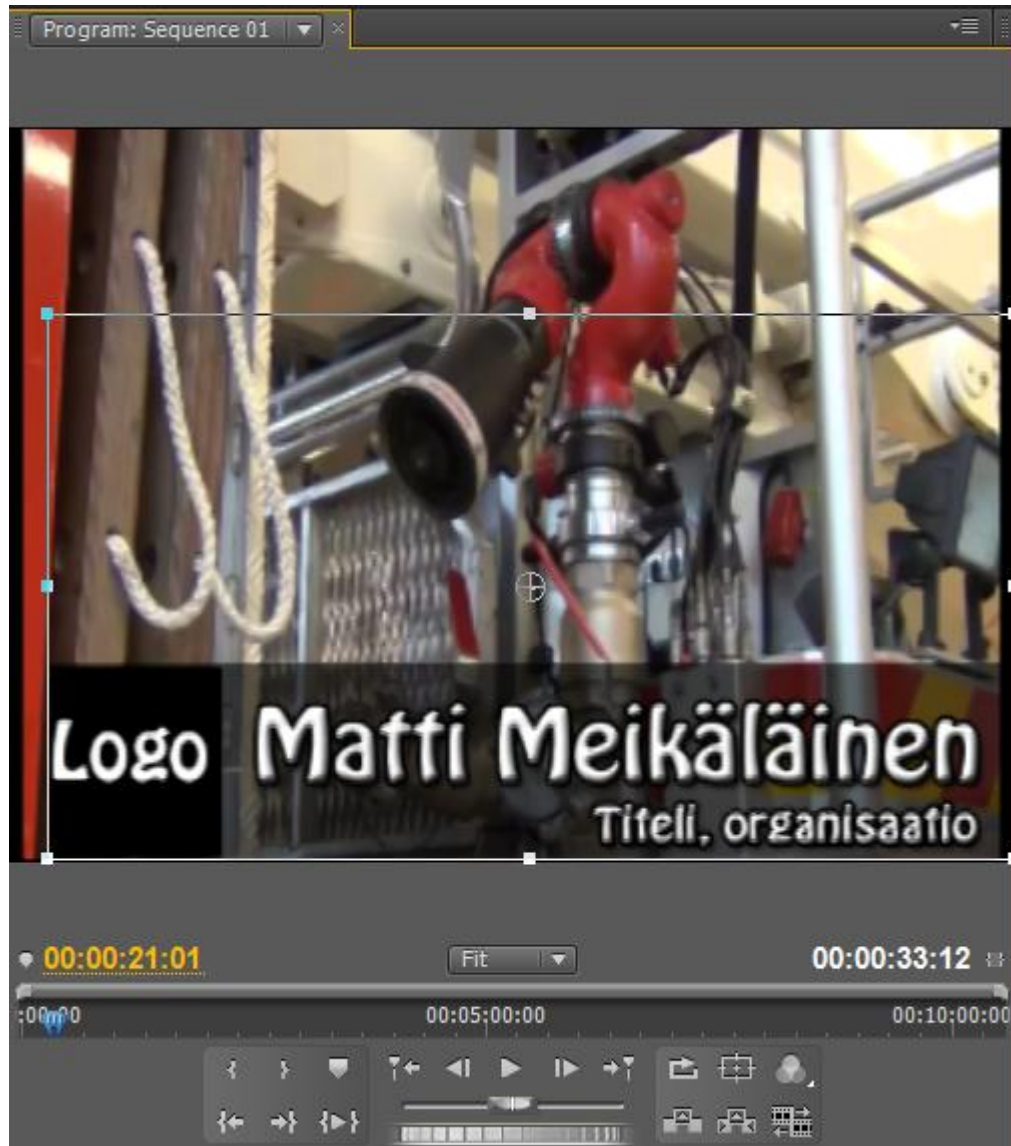 Program: Sequence 01
Logo
Matti Meikäläinen
Titeli, organisaatio
00:00:21:01
Fit
00:00:33:12
00:05:00:00
00:10:00:00